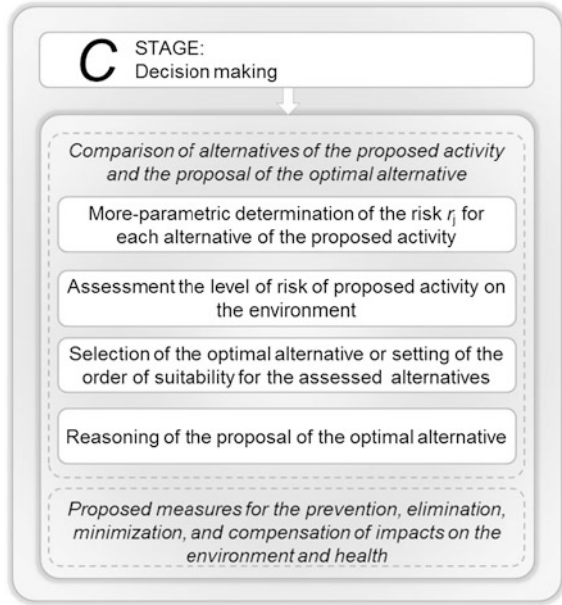 C STAGE:
Decision making
Comparison of alternatives of the proposed activity
and the proposal of the optimal alternative
More-parametric determination of the risk rj for
each alternative of the proposed activity
Assessment the level of risk of proposed activity on
the environment
Selection of the optimal alternative or setting of the
order of suitability for the assessed alternatives
Reasoning of the proposal of the optimal alternative
Proposed measures for the prevention, elimination,
minimization, and compensation of impacts on the
environment and health